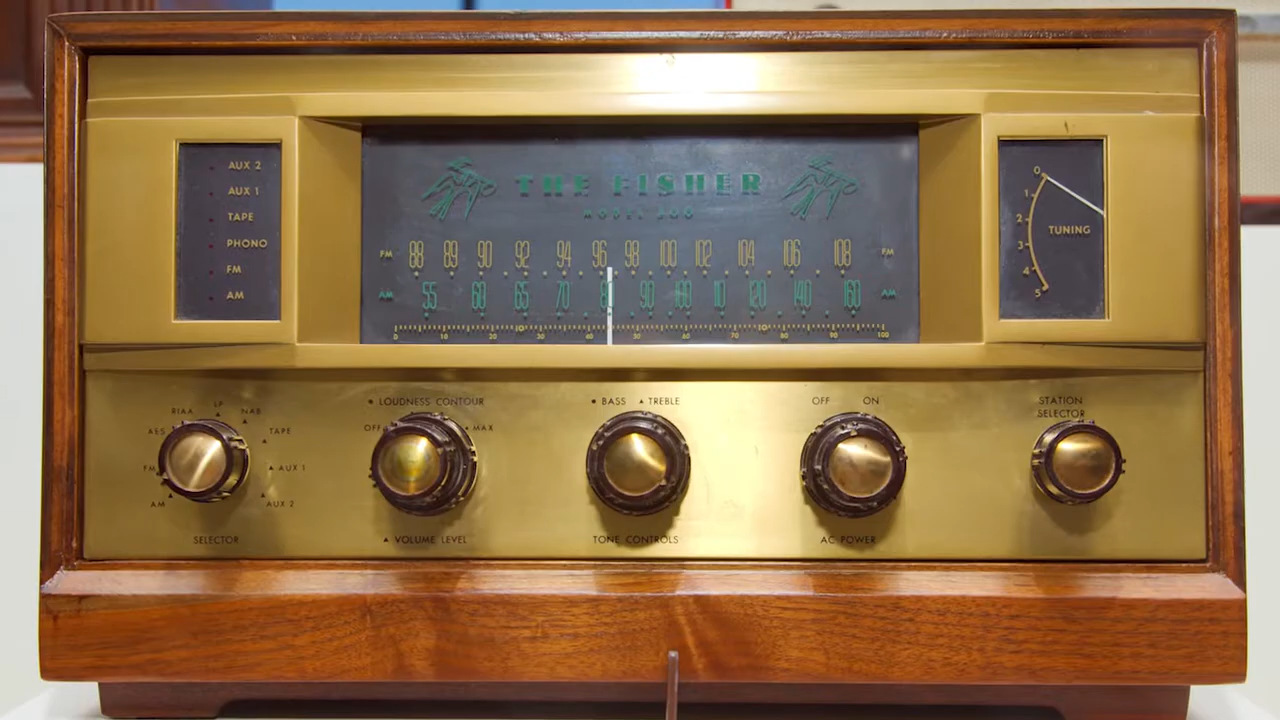 AUX 2
AUX 1
TAPE
PHONO
FM
AM
THE FISHER
MODEL 500
FM 88 89 90 92 94 96 98 100 102 104 106 108 FM
AM 55 60 65 70 80 90 100 110 120 140 160 AM
0 10 20 30 40 50 60 70 80 90 100
0
1
2
3
4
5
TUNING
LP
RIAA NAB
AES TAPE
FM AUX 1
AM AUX 2
SELECTOR
LOUDNESS CONTOUR
OFF MAX
VOLUME LEVEL
BASS TREBLE
TONE CONTROLS
OFF ON
AC POWER
STATION
SELECTOR